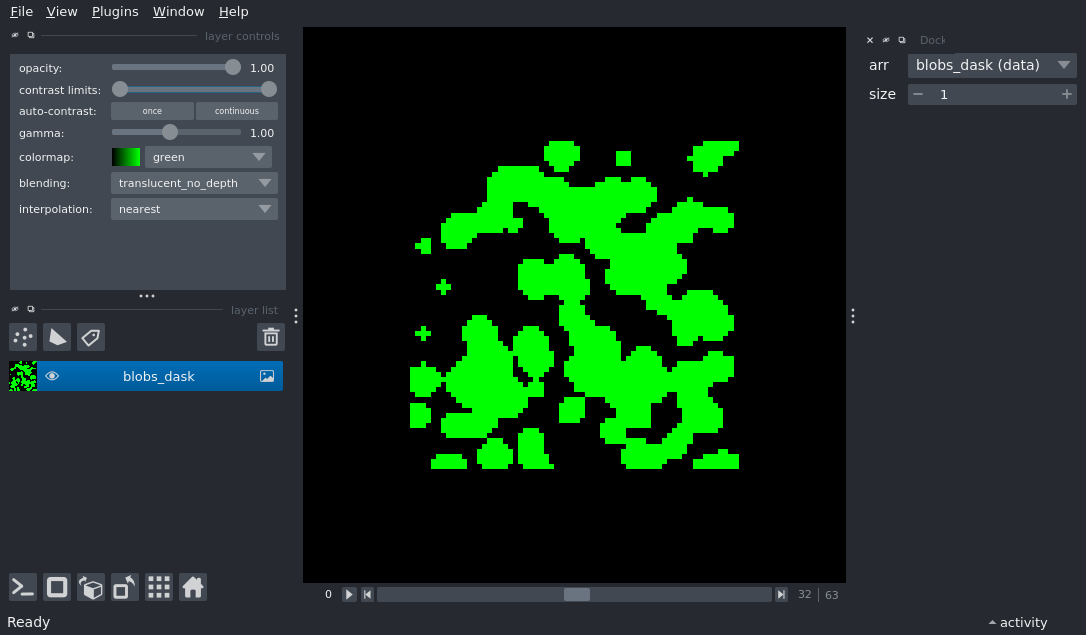 File View Plugins Window Help
layer controls
opacity: 1.00
contrast limits:
auto-contrast: once continuous
gamma: 1.00
colormap: green
blending: translucent_no_depth
interpolation: nearest
layer list
blobs_dask
0 32 63
Dock
arr blobs_dask (data)
size 1
Ready
activity